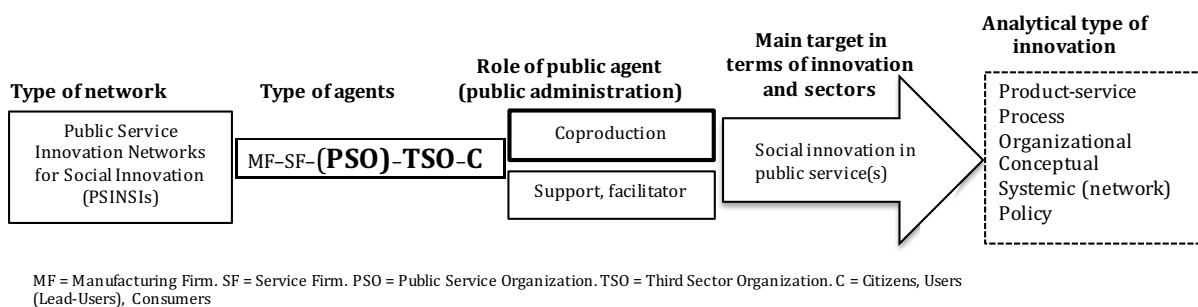 Type of network
Public Service
Innovation Networks
for Social Innovation
(PSINSIs)
Type of agents
MF–SF–(PSO)–TSO–C
Role of public agent
(public administration)
Coproduction
Support, facilitator
Main target in
terms of innovation
and sectors
Social innovation in
public service(s)
Analytical type of
innovation
Product-service
Process
Organizational
Conceptual
Systemic (network)
Policy
MF = Manufacturing Firm. SF = Service Firm. PSO = Public Service Organization. TSO = Third Sector Organization. C = Citizens, Users
(Lead-Users), Consumers